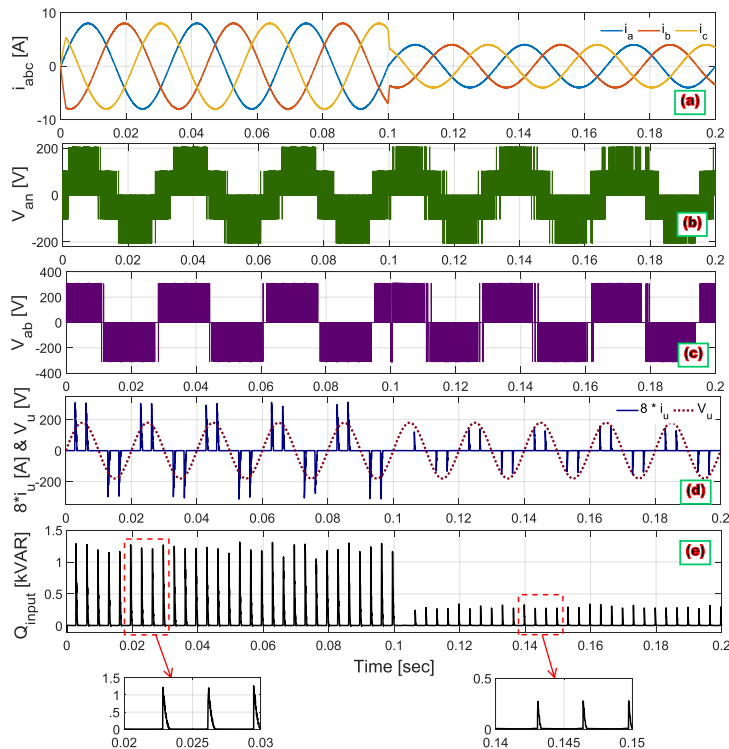 10
0
-10
i_abc [A]
i_a i_b i_c
(a)
0 0.02 0.04 0.06 0.08 0.1 0.12 0.14 0.16 0.18 0.2
200
0
-200
V_an [V]
(b)
0 0.02 0.04 0.06 0.08 0.1 0.12 0.14 0.16 0.18 0.2
400
200
0
-200
-400
V_ab [V]
(c)
0 0.02 0.04 0.06 0.08 0.1 0.12 0.14 0.16 0.18 0.2
200
0
-200
8*i_u [A] & V_u [V]
8 * i_u V_u
(d)
0 0.02 0.04 0.06 0.08 0.1 0.12 0.14 0.16 0.18 0.2
1.5
1
0.5
0
Q_input [kVAR]
(e)
0 0.02 0.04 0.06 0.08 0.1 0.12 0.14 0.16 0.18 0.2
Time [sec]
1.5
1
0.5
0
0.02 0.025 0.03
0.5
0
0.14 0.145 0.15